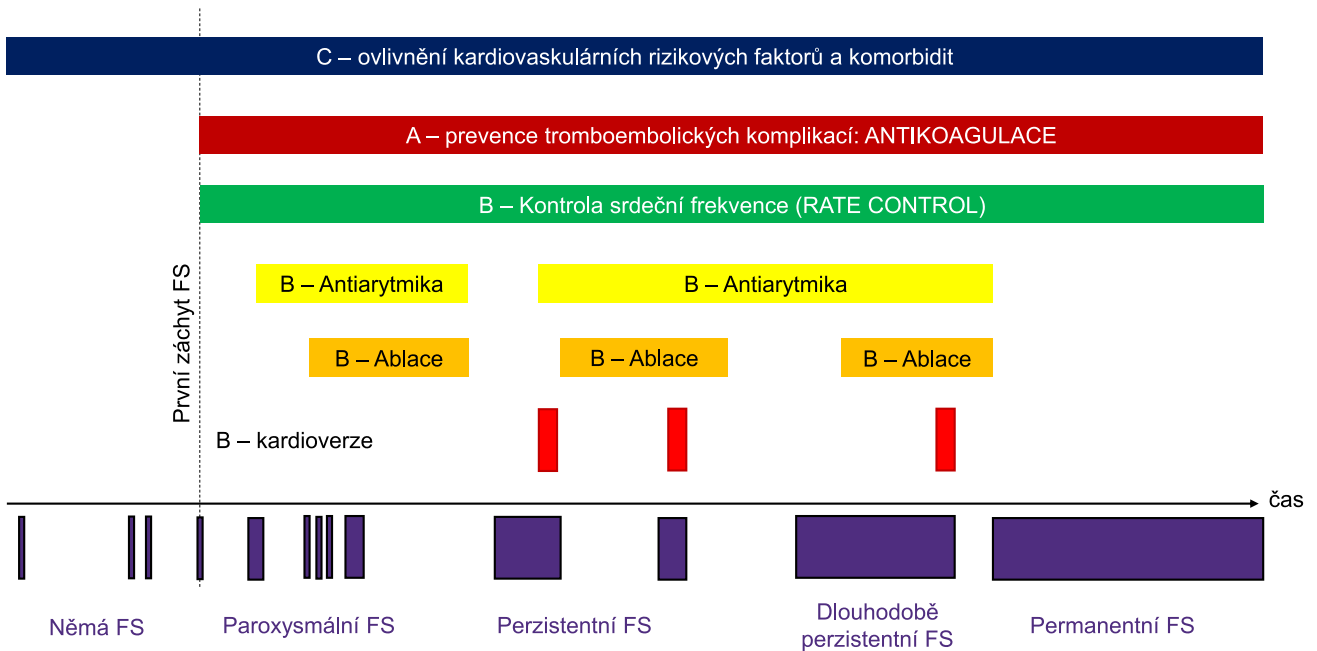 C – ovlivnění kardiovaskulárních rizikových faktorů a komorbidit
A – prevence tromboembolických komplikací: ANTIKOAGULACE
B – Kontrola srdeční frekvence (RATE CONTROL)
První záchyt FS
B – Antiarytmika
B – Antiarytmika
B – Ablace
B – Ablace
B – Ablace
B – kardioverze
čas
Němá FS
Paroxysmální FS
Perzistentní FS
Dlouhodobě
perzistentní FS
Permanentní FS